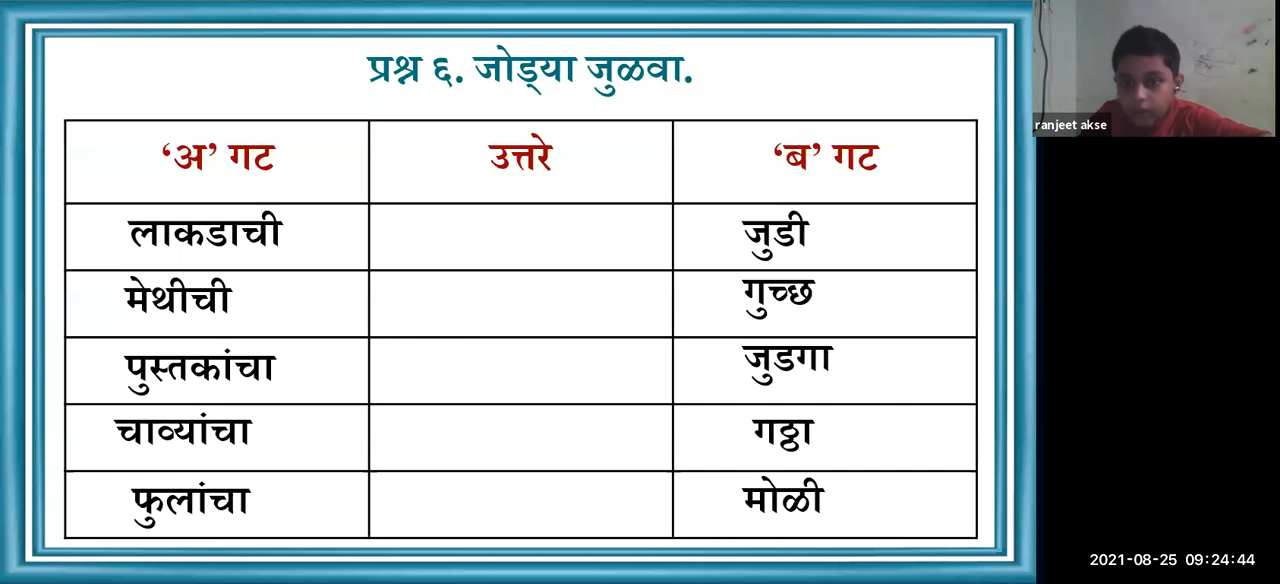 प्रश्न ६. जोड्या जुळवा.
‘अ’ गट उत्तरे ‘ब’ गट
लाकडाची जुडी
मेथीची गुच्छ
पुस्तकांचा जुडगा
चाव्यांचा गठ्ठा
फुलांचा मोळी
ranjeet akse
2021-08-25 09:24:44